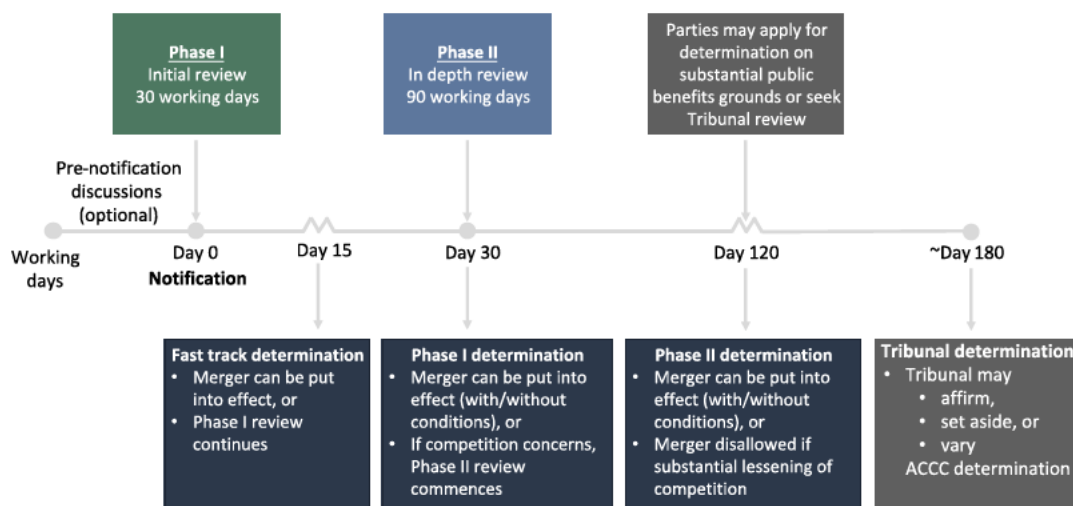 Phase I
Initial review
30 working days
Phase II
In depth review
90 working days
Parties may apply for
determination on
substantial public
benefits grounds or seek
Tribunal review
Pre-notification
discussions
(optional)
Working
days
Day 0
Notification
Day 15
Day 30
Day 120
~Day 180
Fast track determination
• Merger can be put
into effect, or
• Phase I review
continues
Phase I determination
• Merger can be put into
effect (with/without
conditions), or
• If competition concerns,
Phase II review
commences
Phase II determination
• Merger can be put into
effect (with/without
conditions), or
• Merger disallowed if
substantial lessening of
competition
Tribunal determination
• Tribunal may
• affirm,
• set aside, or
• vary
ACCC determination